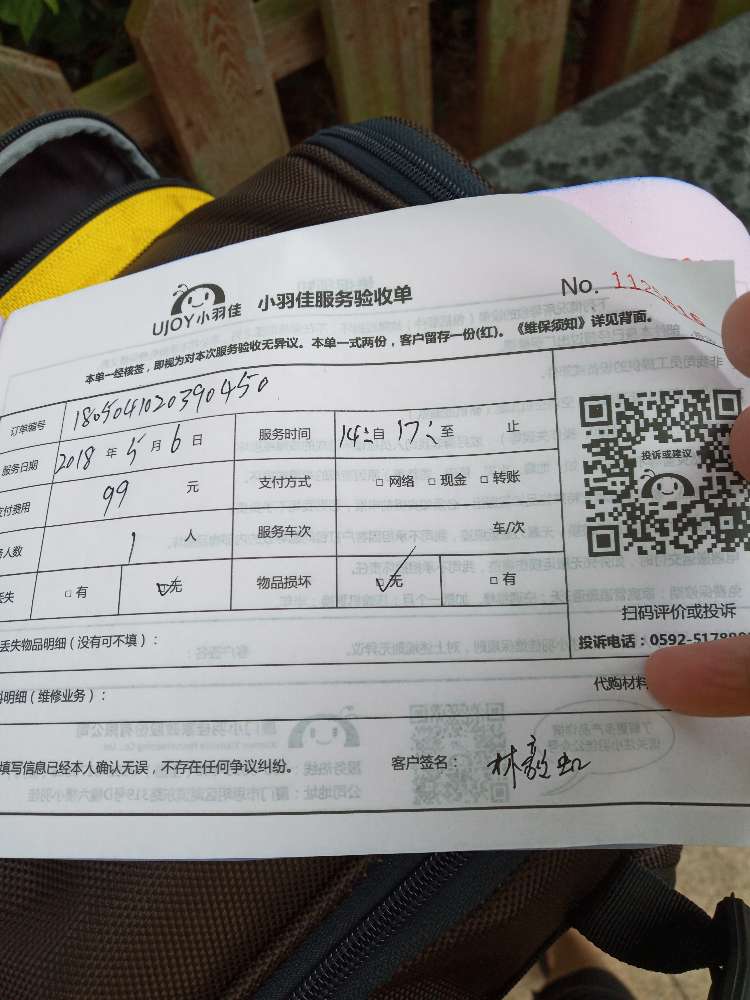 UJOY小羽佳 小羽佳服务验收单 No.
本单一经核签，即视为对本次服务验收无异议。本单一式两份，客户留存一份(红)。《维保须知》详见背面。
订单编号 1805041020390450
服务日期 2018 年 5 月 6 日 服务时间 14: 自 17: 至 止
付费用 99 元 支付方式 □ 网络 □ 现金 □ 转账
人数 1 人 服务车次 车/次
丢失 □ 有 □ 无 物品损坏 □ 无 □ 有
投诉或建议
扫码评价或投诉
投诉电话：0592-5178
丢失物品明细（没有可不填）：
明细（维修业务）： 代购材料
填写信息已经本人确认无误，不存在任何争议纠纷。 客户签名：